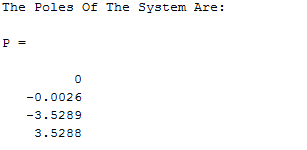 The Poles Of The System Are:
P =
0
-0.0026
-3.5289
3.5288